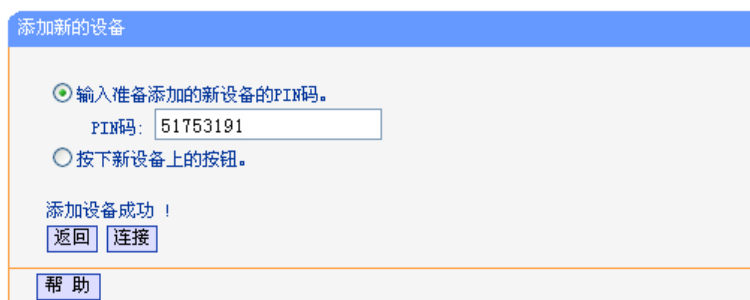 添加新的设备
输入准备添加的新设备的PIN码。
PIN码: 51753191
按下新设备上的按钮。
添加设备成功 !
返回 连接
帮 助